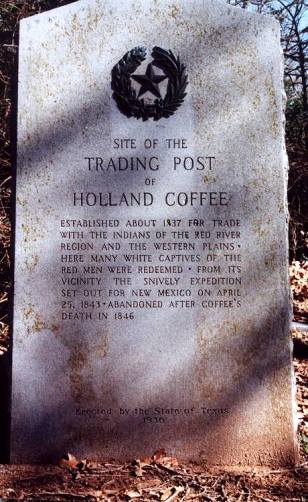 SITE OF THE
TRADING POST
OF
HOLLAND COFFEE
ESTABLISHED ABOUT 1837 FOR TRADE
WITH THE INDIANS OF THE RED RIVER
REGION AND THE WESTERN PLAINS •
HERE MANY WHITE CAPTIVES OF THE
RED MEN WERE REDEEMED • FROM ITS
VICINITY THE SNIVELY EXPEDITION
SET OUT FOR NEW MEXICO ON APRIL
25, 1843 • ABANDONED AFTER COFFEE'S
DEATH IN 1846
Erected by the State of Texas
1936